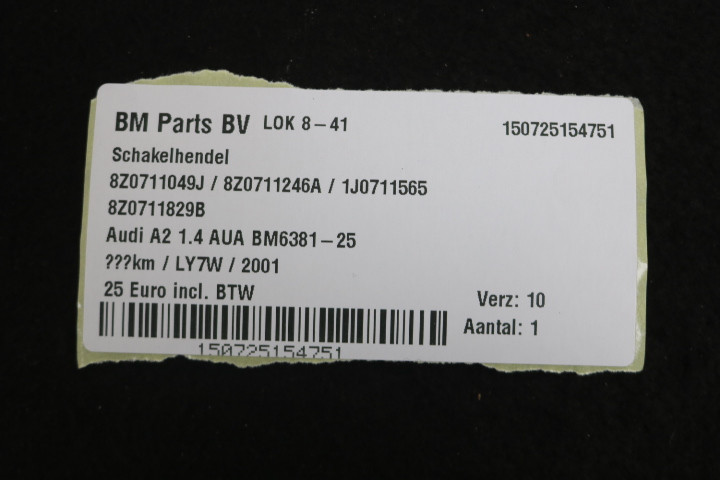 BM Parts BV LOK 8-41 150725154751
Schakelhendel
8Z0711049J / 8Z0711246A / 1J0711565
8Z0711829B
Audi A2 1.4 AUA BM6381-25
???km / LY7W / 2001
25 Euro incl. BTW
Verz: 10
Aantal: 1
150725154751